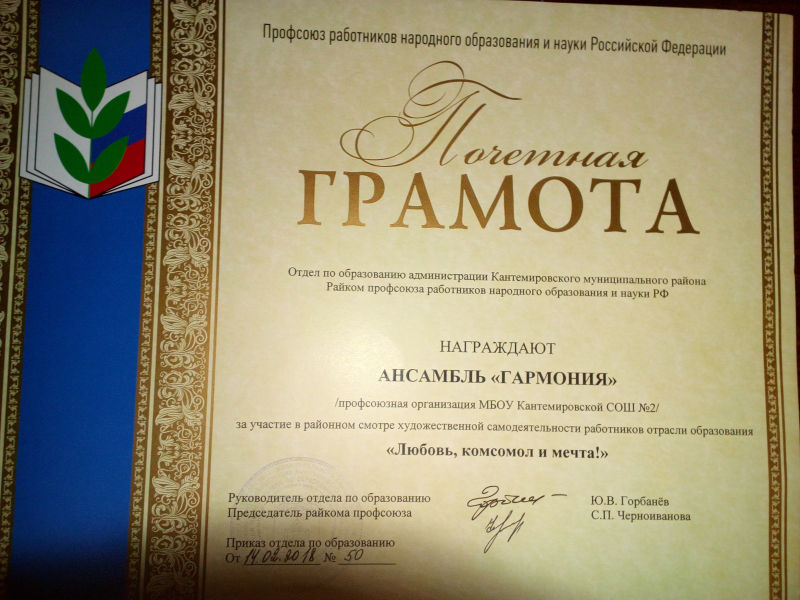 Профсоюз работников народного образования и науки Российской Федерации
Почетная
ГРАМОТА
Отдел по образованию администрации Кантемировского муниципального района
Райком профсоюза работников народного образования и науки РФ
НАГРАЖДАЮТ
АНСАМБЛЬ «ГАРМОНИЯ»
/профсоюзная организация МБОУ Кантемировской СОШ №2/
за участие в районном смотре художественной самодеятельности работников отрасли образования
«Любовь, комсомол и мечта!»
Руководитель отдела по образованию Ю.В. Горбанёв
Председатель райкома профсоюза С.П. Черноиванова
Приказ отдела по образованию
От 14.02.2018 № 50